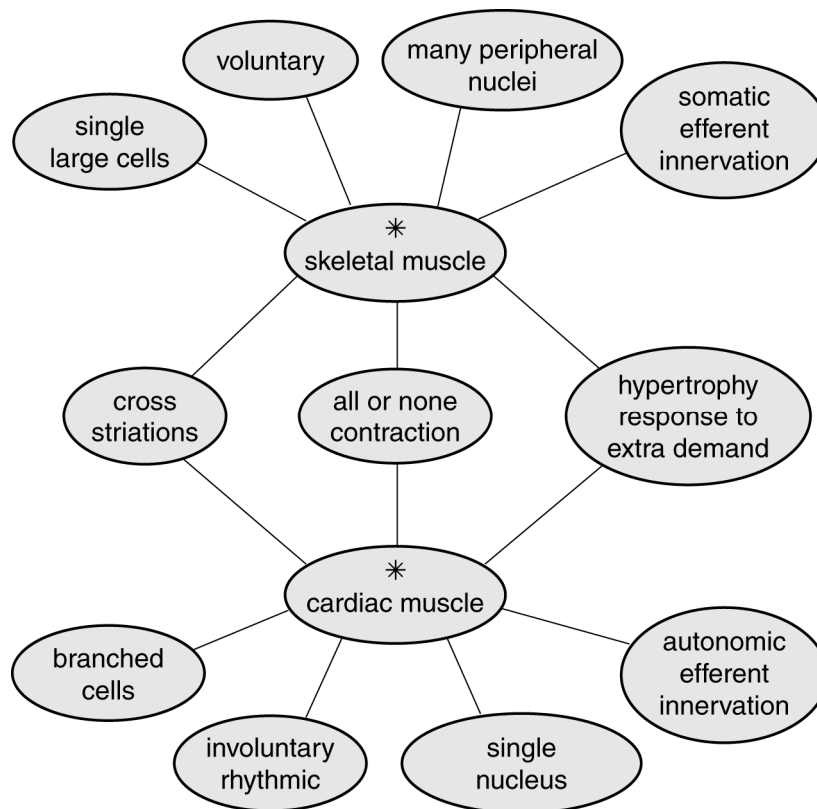 voluntary
many peripheral
nuclei
somatic
efferent
innervation
single
large cells
*
skeletal muscle
cross
striations
all or none
contraction
hypertrophy
response to
extra demand
*
cardiac muscle
branched
cells
autonomic
efferent
innervation
involuntary
rhythmic
single
nucleus